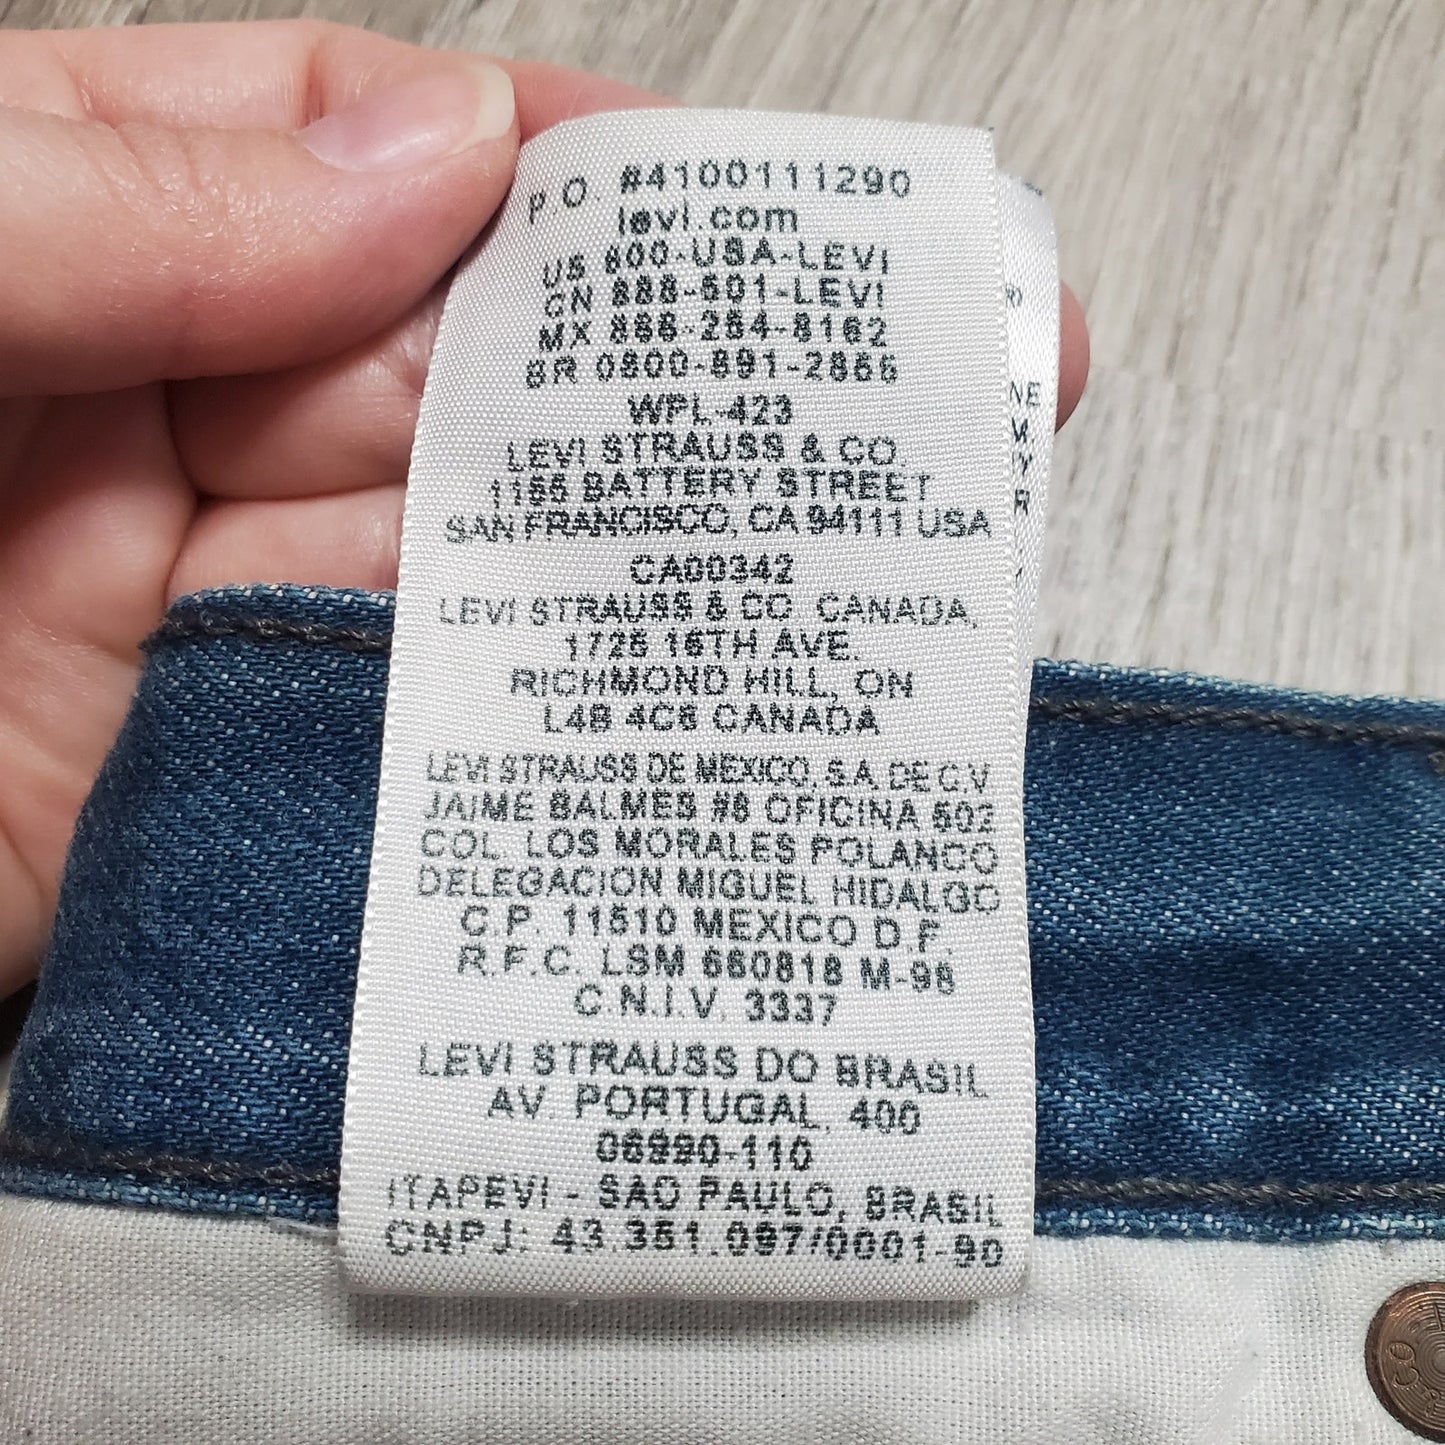 P.O. #4100111290
levi.com
US 800-USA-LEVI
CN 888-501-LEVI
MX 888-254-8162
BR 0800-891-2855
WPL-423
LEVI STRAUSS & CO.
1155 BATTERY STREET
SAN FRANCISCO, CA 94111 USA
CA00342
LEVI STRAUSS & CO. CANADA,
1725 16TH AVE.
RICHMOND HILL, ON
L4B 4C6 CANADA
LEVI STRAUSS DE MEXICO, S.A. DE C.V
JAIME BALMES #8 OFICINA 602
COL. LOS MORALES POLANCO
DELEGACION MIGUEL HIDALGO
C.P. 11510 MEXICO D.F.
R.F.C. LSM 650818 M-98
C.N.I.V. 3337
LEVI STRAUSS DO BRASIL
AV. PORTUGAL, 400
06690-110
ITAPEVI - SAO PAULO, BRASIL
CNPJ: 43.351.097/0001-90